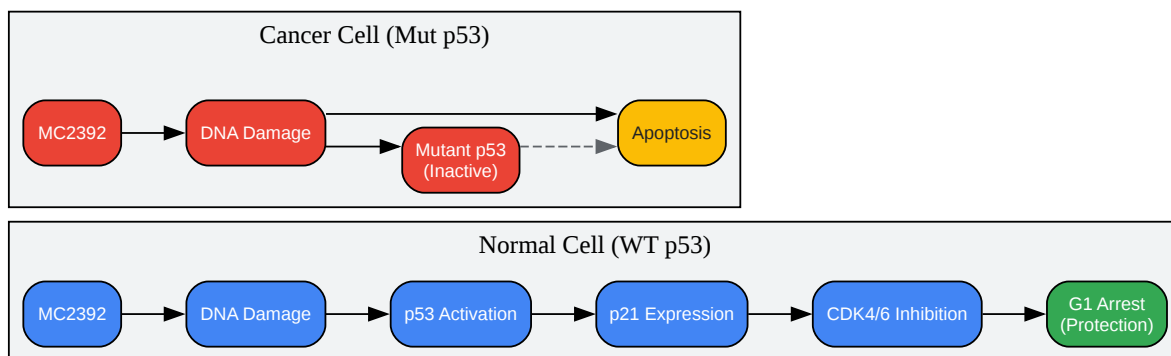 Cancer Cell (Mut p53)
MC2392
DNA Damage
Mutant p53
(Inactive)
Apoptosis
Normal Cell (WT p53)
MC2392
DNA Damage
p53 Activation
p21 Expression
CDK4/6 Inhibition
G1 Arrest
(Protection)